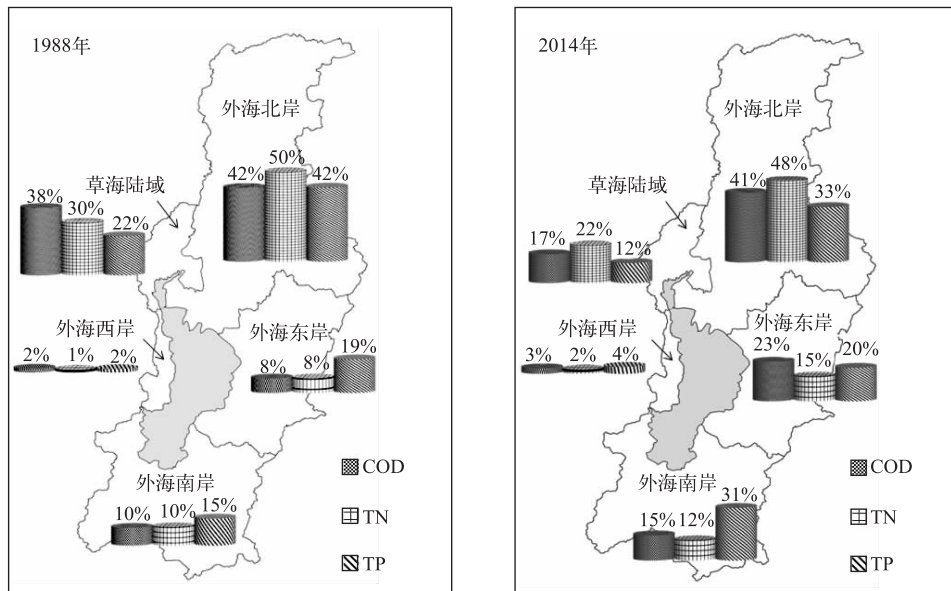 1988年
外海北岸
42% 50% 42%
草海陆域
38% 30% 22%
外海西岸
2% 1% 2%
外海东岸
8% 8% 19%
外海南岸
10% 10% 15%
COD
TN
TP
2014年
外海北岸
41% 48% 33%
草海陆域
17% 22% 12%
外海西岸
3% 2% 4%
外海东岸
23% 15% 20%
外海南岸
15% 12% 31%
COD
TN
TP